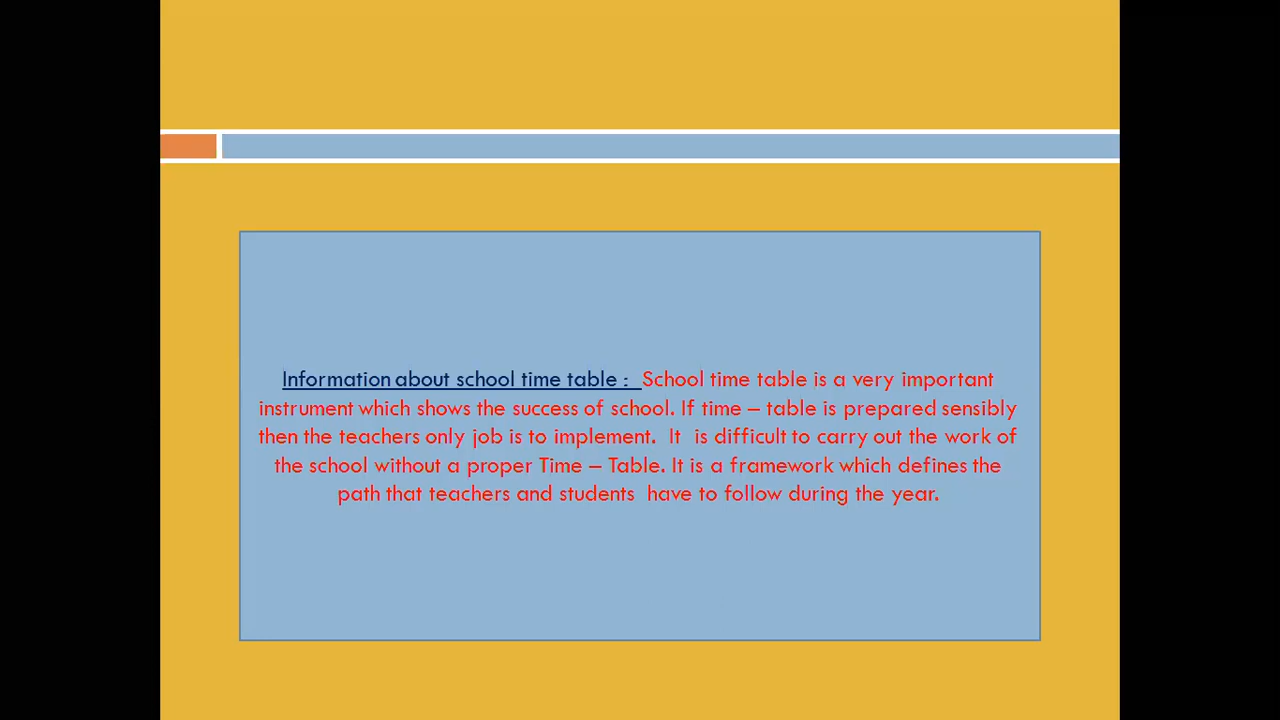 Information about school time table : School time table is a very important
instrument which shows the success of school. If time – table is prepared sensibly
then the teachers only job is to implement. It is difficult to carry out the work of
the school without a proper Time – Table. It is a framework which defines the
path that teachers and students have to follow during the year.